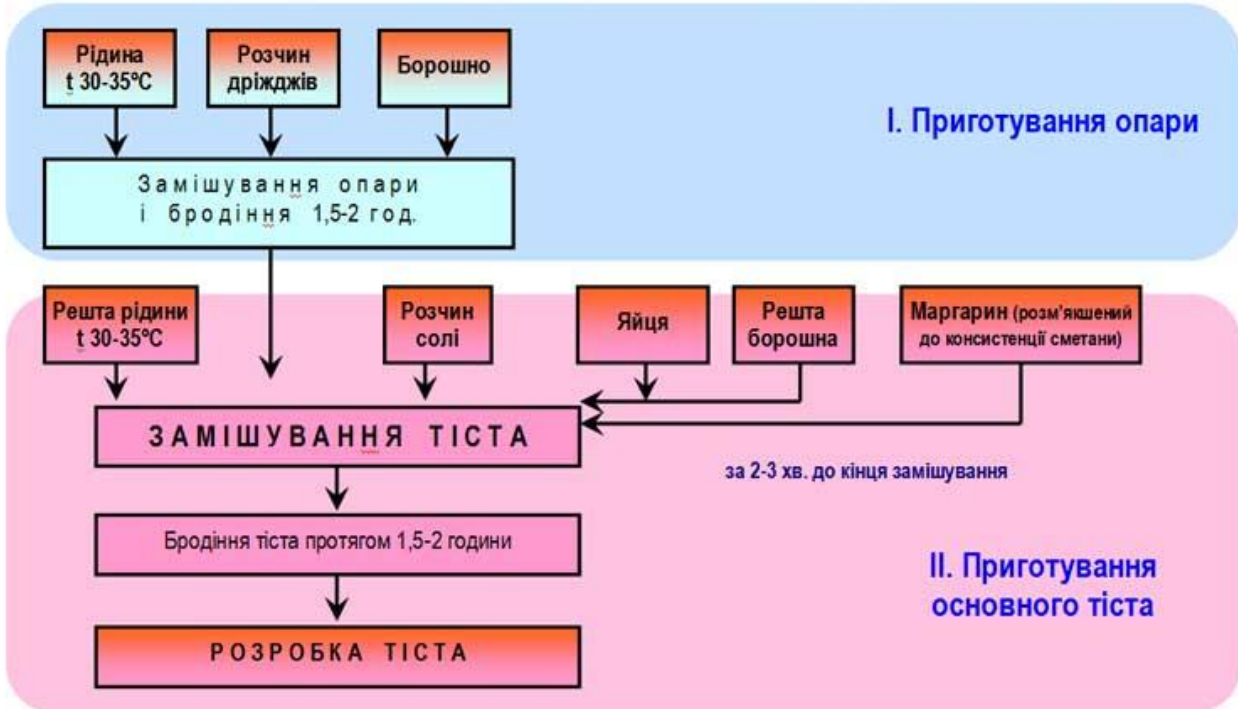 Рідина
t 30-35°С
Розчин
дріжджів
Борошно
І. Приготування опари
Замішування опари
і бродіння 1,5-2 год.
Решта рідини
t 30-35°С
Розчин
солі
Яйця
Решта
борошна
Маргарин (розм'якшений
до консистенції сметани)
ЗАМІШУВАННЯ ТІСТА
за 2-3 хв. до кінця замішування
Бродіння тіста протягом 1,5-2 години
ІІ. Приготування
основного тіста
РОЗРОБКА ТІСТА